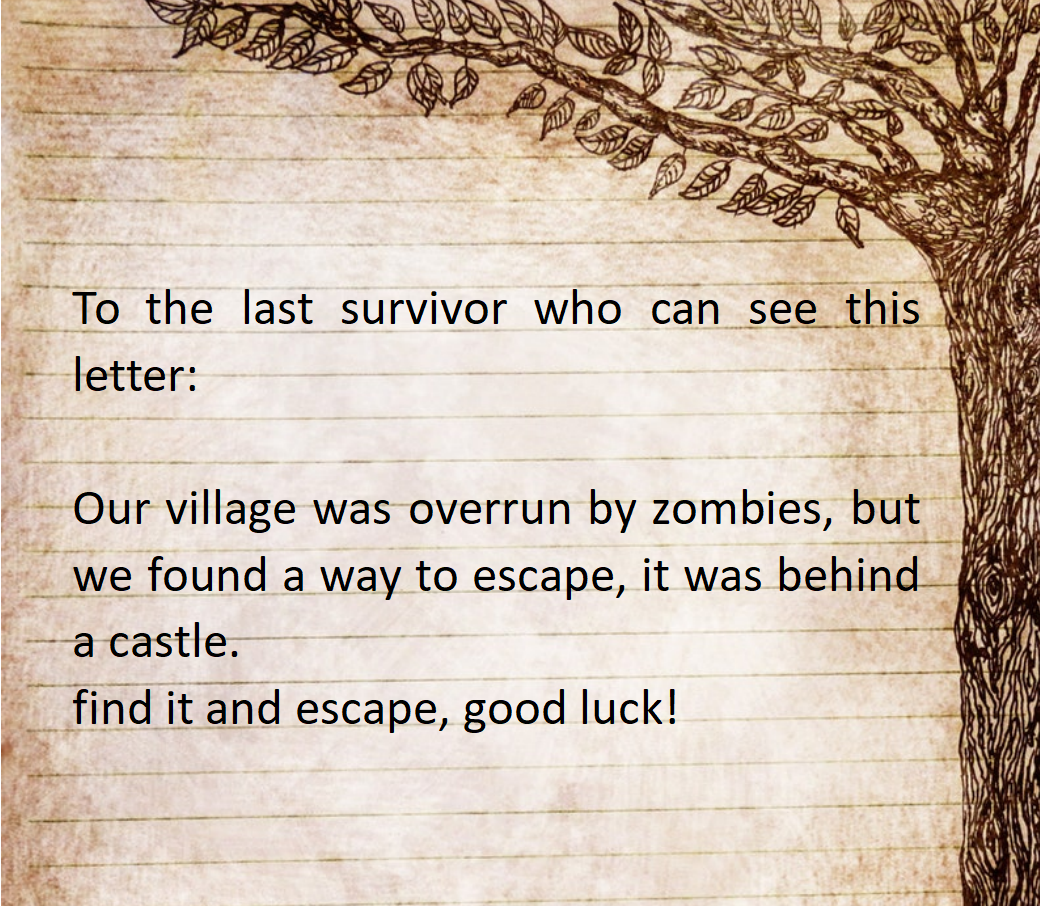 To the last survivor who can see this
letter:
Our village was overrun by zombies, but
we found a way to escape, it was behind
a castle.
find it and escape, good luck!